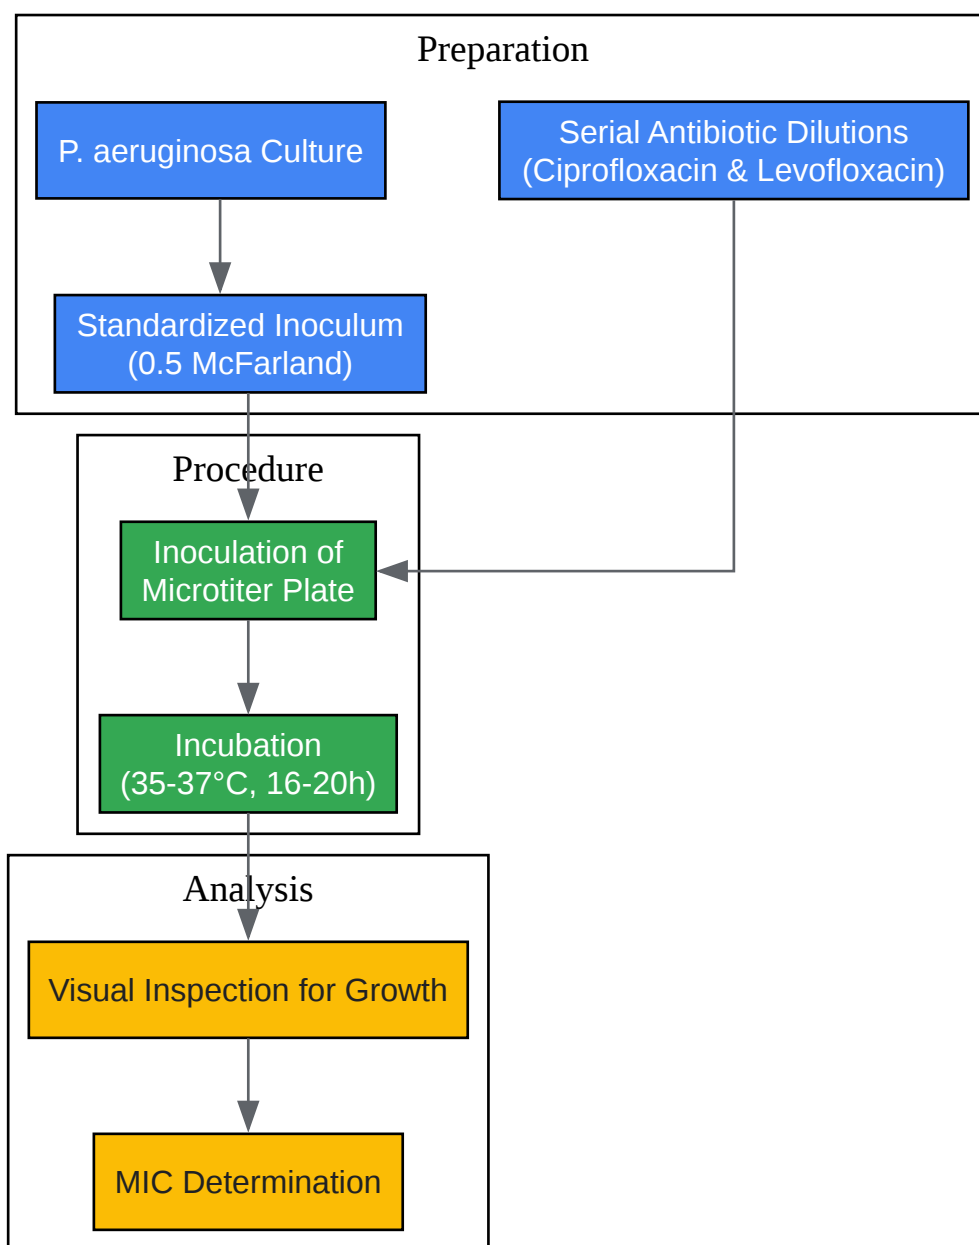 Preparation
P. aeruginosa Culture
Serial Antibiotic Dilutions
(Ciprofloxacin & Levofloxacin)
Standardized Inoculum
(0.5 McFarland)
Procedure
Inoculation of
Microtiter Plate
Incubation
(35-37°C, 16-20h)
Analysis
Visual Inspection for Growth
MIC Determination